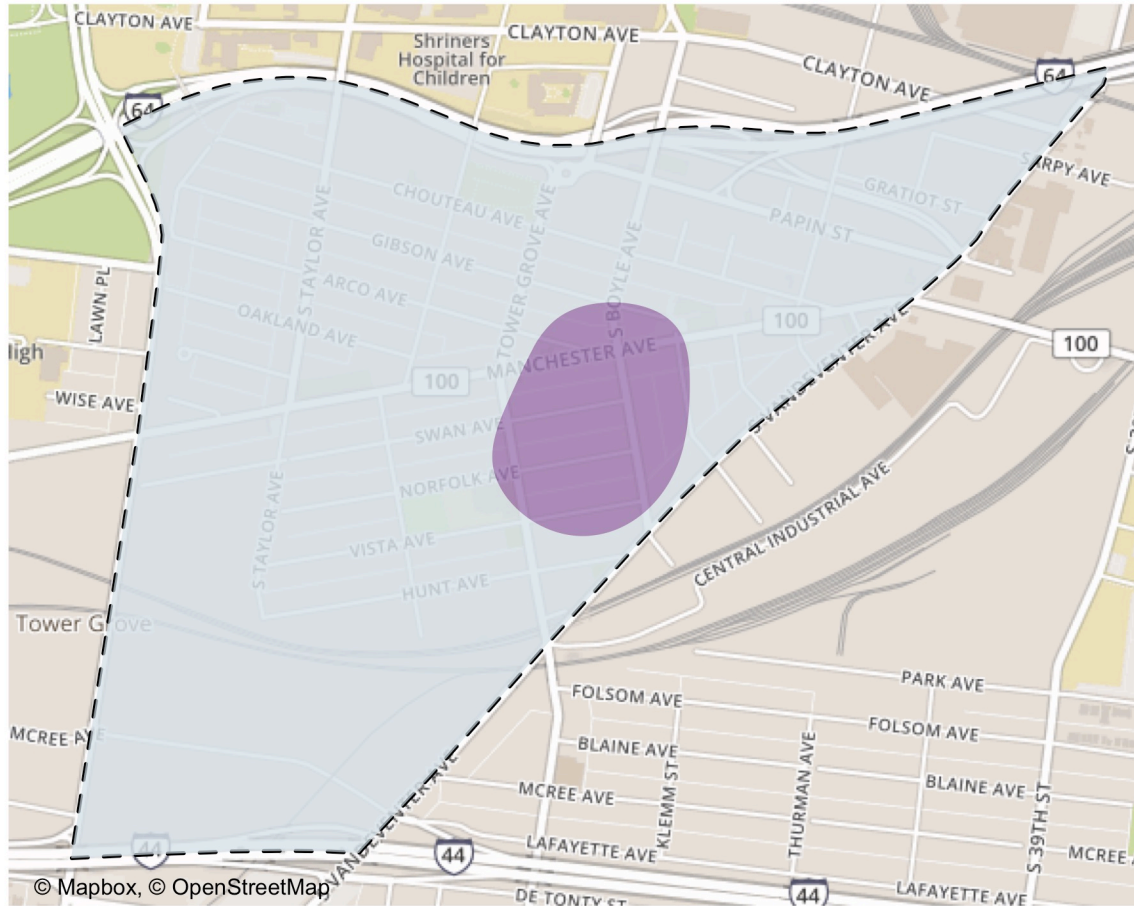 CLAYTON AVE
Shriners
Hospital for
Children
CLAYTON AVE
CLAYTON AVE
64
64
SARPY AVE
GRATIOT ST
PAPIN ST
CHOUTEAU AVE
GIBSON AVE
ARCO AVE
OAKLAND AVE
S TAYLOR AVE
TOWER GROVE AVE
S BOYLE AVE
LAWN PL
High
WISE AVE
100
MANCHESTER AVE
100
100
S VANDEVENTER AVE
SWAN AVE
NORFOLK AVE
VISTA AVE
HUNT AVE
S TAYLOR AVE
CENTRAL INDUSTRIAL AVE
Tower Grove
PARK AVE
FOLSOM AVE
FOLSOM AVE
BLAINE AVE
BLAINE AVE
MCREE AVE
MCREE AVE
MCREE
KLEMM ST
THURMAN AVE
S 39TH ST
S VANDEVENTER AVE
LAFAYETTE AVE
LAFAYETTE AVE
44
44
44
DE TONTY ST
© Mapbox, © OpenStreetMap